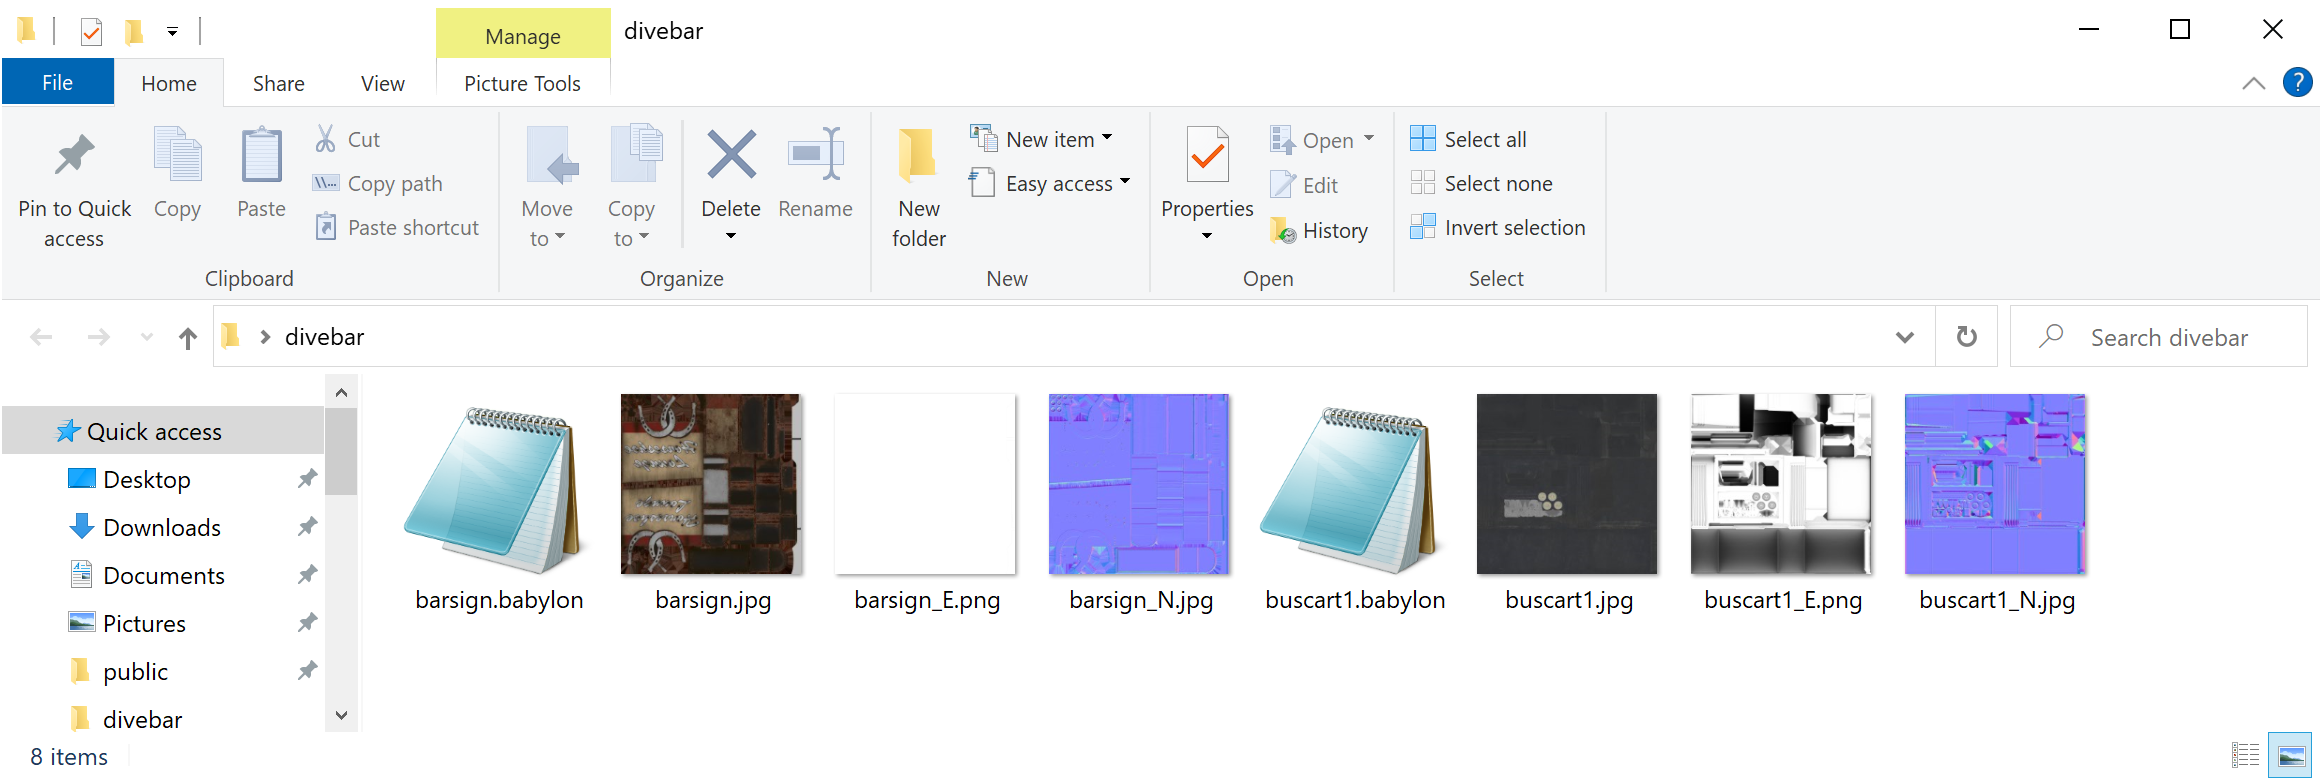 Manage
divebar
File
Home
Share
View
Picture Tools
?
Pin to Quick
access
Copy
Paste
Cut
Copy path
Paste shortcut
Clipboard
Move
to
Copy
to
Delete
Rename
Organize
New
folder
New item
Easy access
New
Properties
Open
Edit
History
Open
Select all
Select none
Invert selection
Select
divebar
Search divebar
Quick access
Desktop
Downloads
Documents
Pictures
public
divebar
barsign.babylon
barsign.jpg
barsign_E.png
barsign_N.jpg
buscart1.babylon
buscart1.jpg
buscart1_E.png
buscart1_N.jpg
8 items